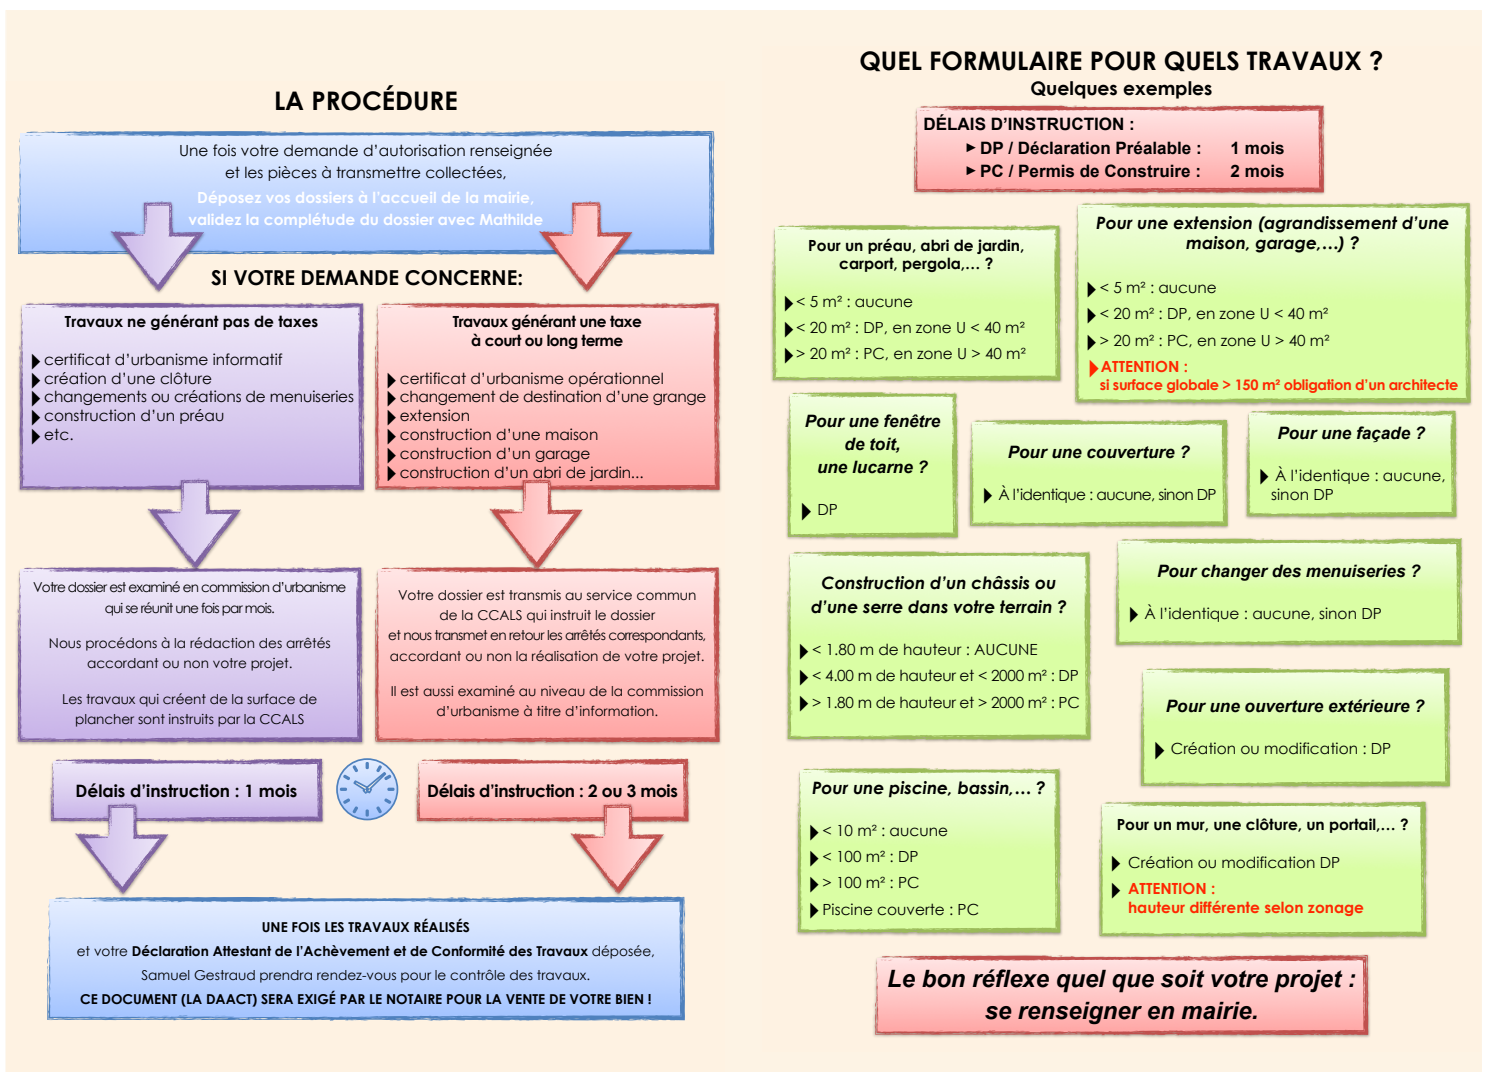 LA PROCÉDURE
Une fois votre demande d'autorisation renseignée
et les pièces à transmettre collectées,
Déposez vos dossiers à l'accueil de la mairie,
validez la complétude du dossier avec Mathilde
SI VOTRE DEMANDE CONCERNE:
Travaux ne générant pas de taxes
certificat d'urbanisme informatif
création d'une clôture
changements ou créations de menuiseries
construction d'un préau
etc.
Travaux générant une taxe
à court ou long terme
certificat d'urbanisme opérationnel
changement de destination d'une grange
extension
construction d'une maison
construction d'un garage
construction d'un abri de jardin...
Votre dossier est examiné en commission d'urbanisme
qui se réunit une fois par mois.
Nous procédons à la rédaction des arrêtés
accordant ou non votre projet.
Les travaux qui créent de la surface de
plancher sont instruits par la CCALS
Votre dossier est transmis au service commun
de la CCALS qui instruit le dossier
et nous transmet en retour les arrêtés correspondants,
accordant ou non la réalisation de votre projet.
Il est aussi examiné au niveau de la commission
d'urbanisme à titre d'information.
Délais d'instruction : 1 mois
Délais d'instruction : 2 ou 3 mois
UNE FOIS LES TRAVAUX RÉALISÉS
et votre Déclaration Attestant de l'Achèvement et de Conformité des Travaux déposée,
Samuel Gestraud prendra rendez-vous pour le contrôle des travaux.
CE DOCUMENT (LA DAACT) SERA EXIGÉ PAR LE NOTAIRE POUR LA VENTE DE VOTRE BIEN !
QUEL FORMULAIRE POUR QUELS TRAVAUX ?
Quelques exemples
DÉLAIS D'INSTRUCTION :
► DP / Déclaration Préalable : 1 mois
► PC / Permis de Construire : 2 mois
Pour un préau, abri de jardin,
carport, pergola,... ?
< 5 m² : aucune
< 20 m² : DP, en zone U < 40 m²
> 20 m² : PC, en zone U > 40 m²
Pour une extension (agrandissement d'une
maison, garage,...) ?
< 5 m² : aucune
< 20 m² : DP, en zone U < 40 m²
> 20 m² : PC, en zone U > 40 m²
ATTENTION :
si surface globale > 150 m² obligation d'un architecte
Pour une fenêtre
de toit,
une lucarne ?
DP
Pour une couverture ?
À l'identique : aucune, sinon DP
Pour une façade ?
À l'identique : aucune,
sinon DP
Construction d'un châssis ou
d'une serre dans votre terrain ?
< 1.80 m de hauteur : AUCUNE
< 4.00 m de hauteur et < 2000 m² : DP
> 1.80 m de hauteur et > 2000 m² : PC
Pour changer des menuiseries ?
À l'identique : aucune, sinon DP
Pour une ouverture extérieure ?
Création ou modification : DP
Pour une piscine, bassin,... ?
< 10 m² : aucune
< 100 m² : DP
> 100 m² : PC
Piscine couverte : PC
Pour un mur, une clôture, un portail,... ?
Création ou modification DP
ATTENTION :
hauteur différente selon zonage
Le bon réflexe quel que soit votre projet :
se renseigner en mairie.